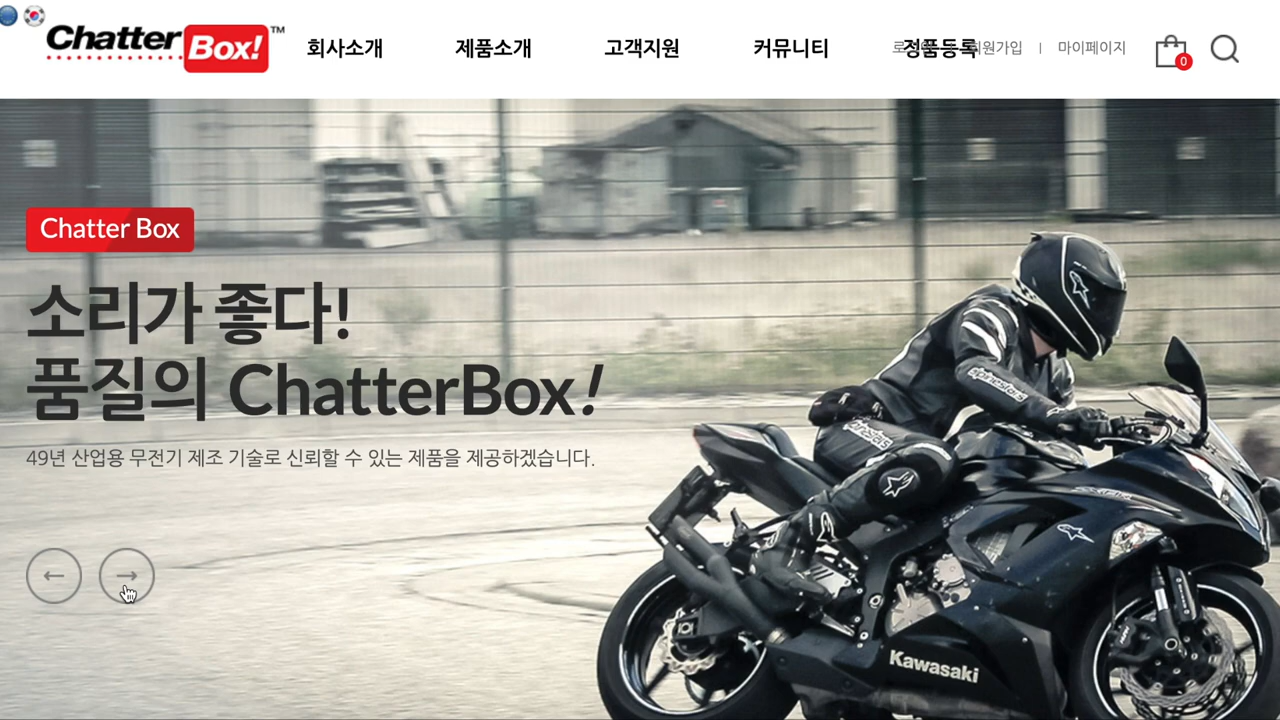 Chatter Box!™
회사소개 제품소개 고객지원 커뮤니티 정품등록
회원가입 | 마이페이지
0
Chatter Box
소리가 좋다!
품질의 ChatterBox!
49년 산업용 무전기 제조 기술로 신뢰할 수 있는 제품을 제공하겠습니다.
alpinestars
alpinestars
Kawasaki